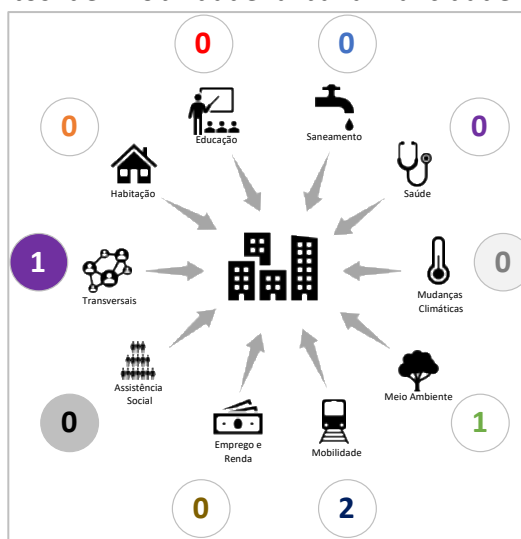 0
0
Educação
Saneamento
0
0
Habitação
Saúde
1
0
Transversais
Mudanças
Climáticas
Assistência
Social
Meio Ambiente
0
1
Emprego e
Renda
Mobilidade
0
2